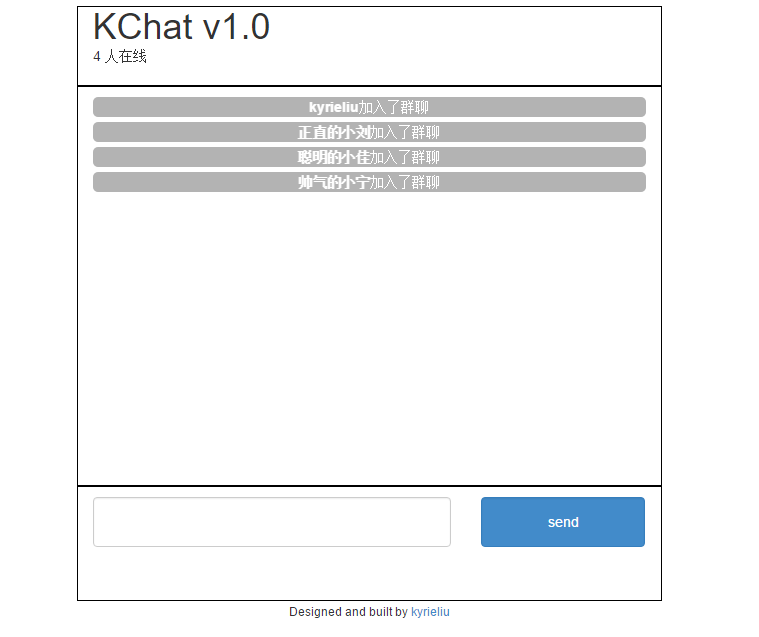 KChat v1.0
4 人在线
kyrieliu加入了群聊
正直的小刘加入了群聊
聪明的小佳加入了群聊
帅气的小宁加入了群聊
send
Designed and built by kyrieliu